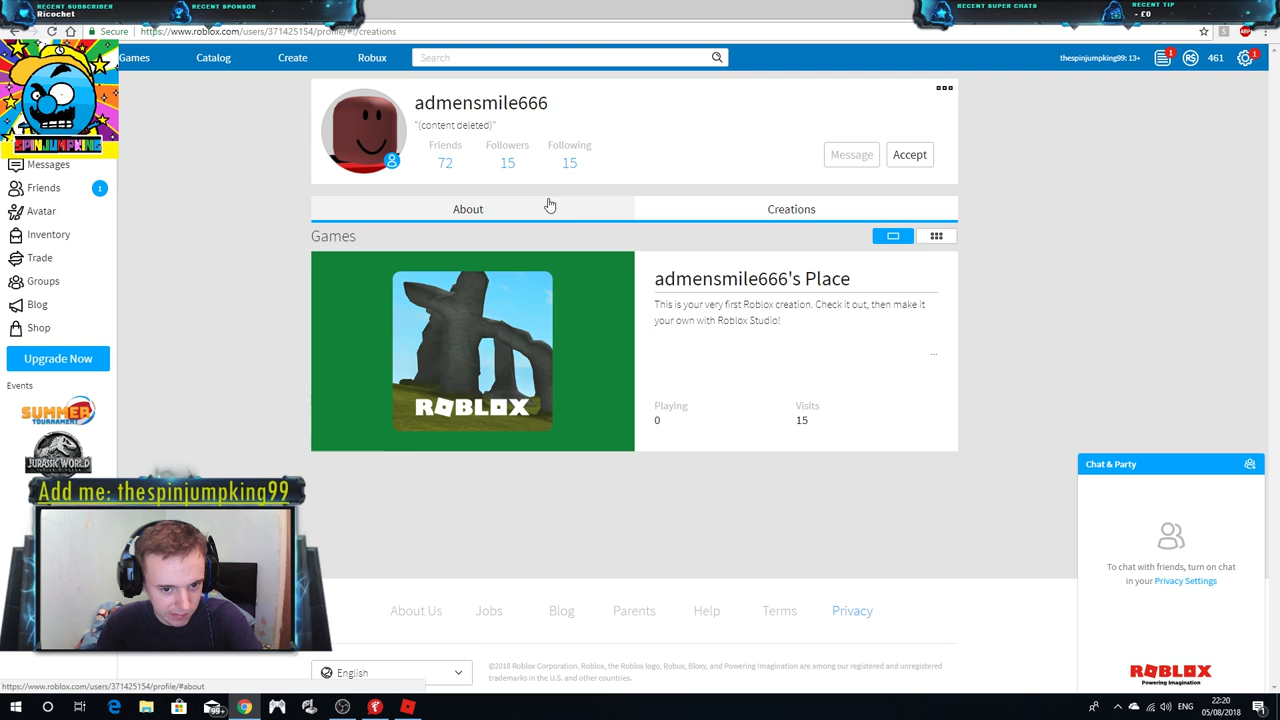 RECENT SUBSCRIBER
Ricochet
RECENT SPONSOR
RECENT SUPER CHATS
RECENT TIP
- £0
Secure
https://www.roblox.com/users/371425154/profile/#!/creations
Games
Catalog
Create
Robux
Search
thespinjumpking99: 13+
1
461
1
SPINJUMPKING
Messages
Friends
1
Avatar
Inventory
Trade
Groups
Blog
Shop
Upgrade Now
Events
SUMMER
TOURNAMENT
JURASSIC WORLD
admensmile666
"(content deleted)"
Friends
Followers
Following
72
15
15
Message
Accept
About
Creations
Games
ROBLOX
admensmile666's Place
This is your very first Roblox creation. Check it out, then make it
your own with Roblox Studio!
...
Playing
Visits
0
15
Add me: thespinjumpking99
Chat & Party
To chat with friends, turn on chat
in your Privacy Settings
About Us
Jobs
Blog
Parents
Help
Terms
Privacy
English
©2018 Roblox Corporation. Roblox, the Roblox logo, Robux, Bloxy, and Powering Imagination are among our registered and unregistered
trademarks in the U.S. and other countries.
ROBLOX
Powering Imagination
https://www.roblox.com/users/371425154/profile/#about
99+
ENG
22:20
05/08/2018
1